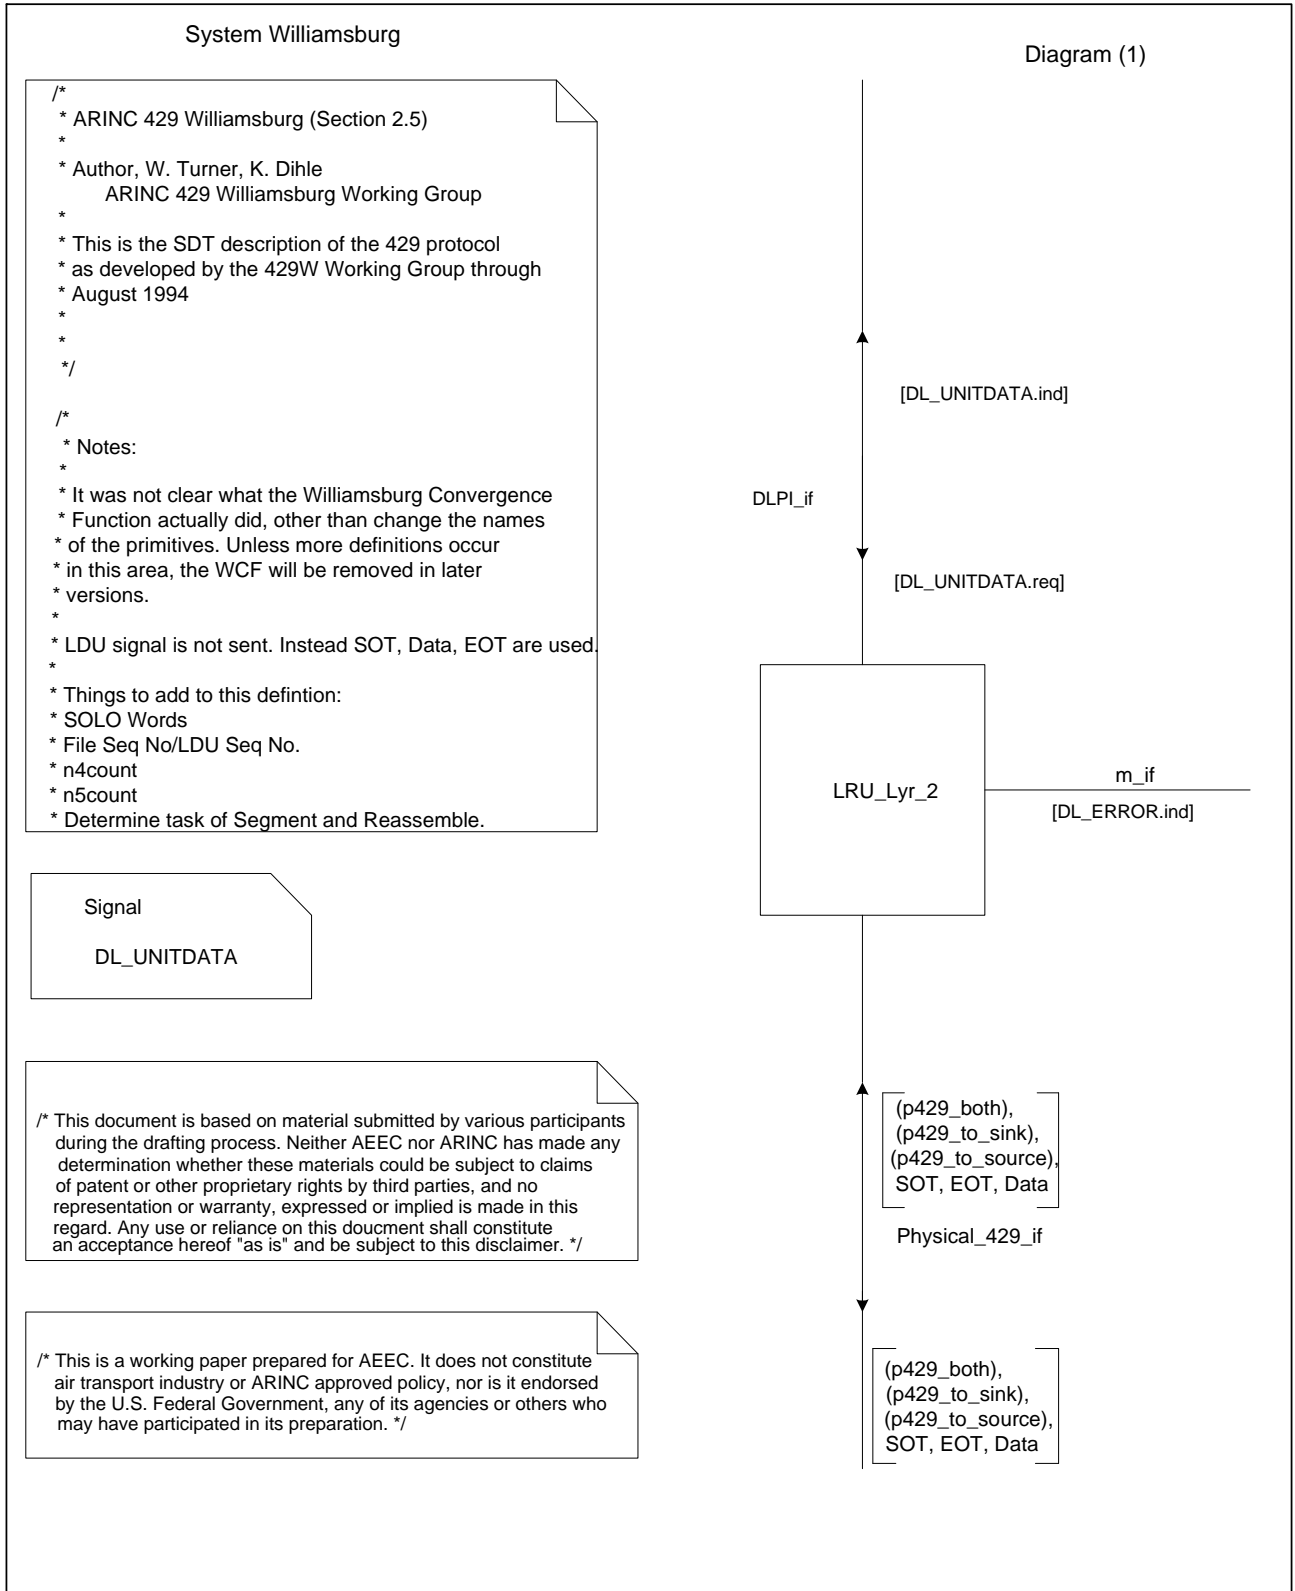 System Williamsburg
Diagram (1)
/*
* ARINC 429 Williamsburg (Section 2.5)
*
* Author, W. Turner, K. Dihle
ARINC 429 Williamsburg Working Group
*
* This is the SDT description of the 429 protocol
* as developed by the 429W Working Group through
* August 1994
*
*
*/
/*
* Notes:
*
* It was not clear what the Williamsburg Convergence
* Function actually did, other than change the names
* of the primitives. Unless more definitions occur
* in this area, the WCF will be removed in later
* versions.
*
* LDU signal is not sent. Instead SOT, Data, EOT are used.
*
* Things to add to this defintion:
* SOLO Words
* File Seq No/LDU Seq No.
* n4count
* n5count
* Determine task of Segment and Reassemble.
Signal
DL_UNITDATA
/* This document is based on material submitted by various participants
during the drafting process. Neither AEEC nor ARINC has made any
determination whether these materials could be subject to claims
of patent or other proprietary rights by third parties, and no
representation or warranty, expressed or implied is made in this
regard. Any use or reliance on this doucment shall constitute
an acceptance hereof "as is" and be subject to this disclaimer. */
/* This is a working paper prepared for AEEC. It does not constitute
air transport industry or ARINC approved policy, nor is it endorsed
by the U.S. Federal Government, any of its agencies or others who
may have participated in its preparation. */
[DL_UNITDATA.ind]
DLPI_if
[DL_UNITDATA.req]
LRU_Lyr_2
m_if
[DL_ERROR.ind]
(p429_both),
(p429_to_sink),
(p429_to_source),
SOT, EOT, Data
Physical_429_if
(p429_both),
(p429_to_sink),
(p429_to_source),
SOT, EOT, Data